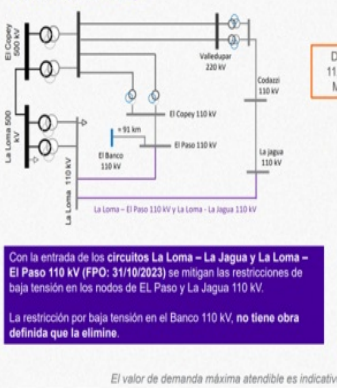 El Copey
500 kV
Valledupar
220 kV
Codazzi
110 kV
El Copey 110 kV
≈ 91 km
El Paso 110 kV
El Banco
110 kV
La jagua
110 kV
La Loma 500
kV
La Loma 110 kV
La Loma – El Paso 110 kV y La Loma - La Jagua 110 kV
D
11
M
Con la entrada de los circuitos La Loma – La Jagua y La Loma –
El Paso 110 kV (FPO: 31/10/2023) se mitigan las restricciones de
baja tensión en los nodos de EL Paso y La Jagua 110 kV.
La restricción por baja tensión en el Banco 110 kV, no tiene obra
definida que la elimine.
El valor de demanda máxima atendible es indicativ